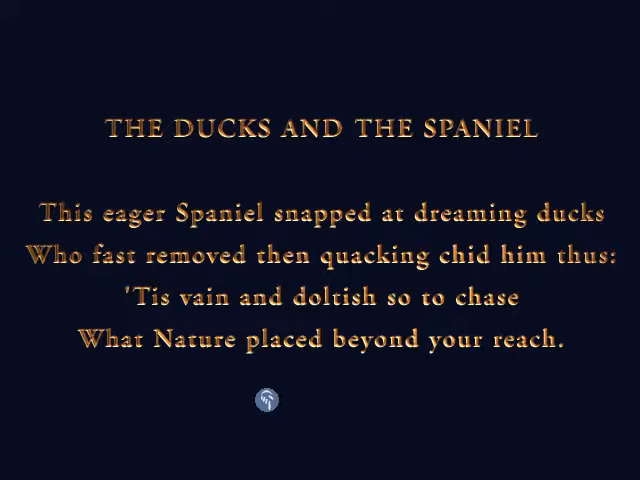 THE DUCKS AND THE SPANIEL
This eager Spaniel snapped at dreaming ducks
Who fast removed then quacking chid him thus:
'Tis vain and doltish so to chase
What Nature placed beyond your reach.